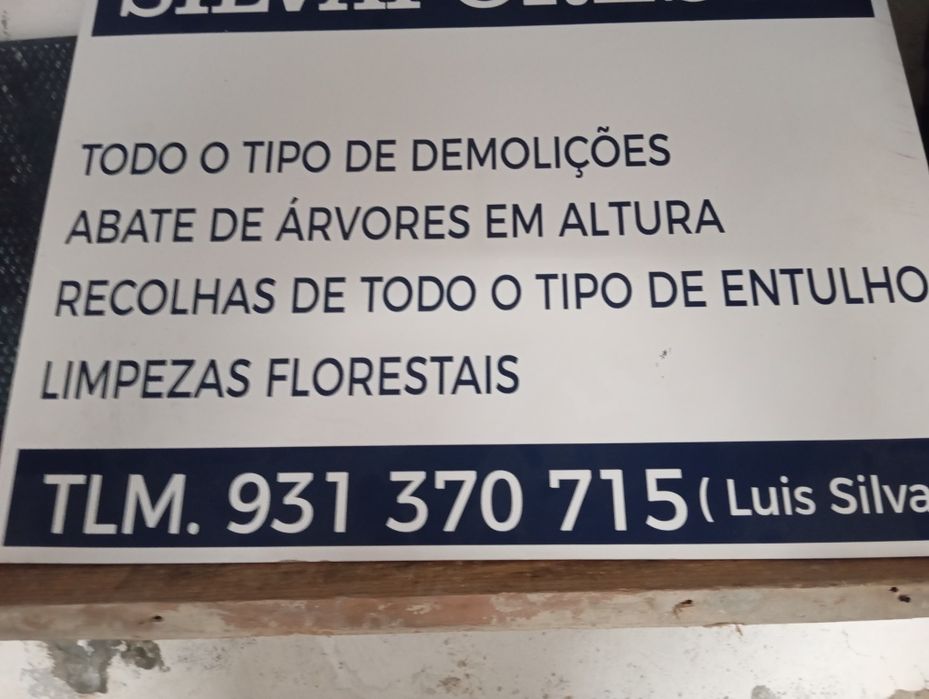 TODO O TIPO DE DEMOLIÇÕES
ABATE DE ÁRVORES EM ALTURA
RECOLHAS DE TODO O TIPO DE ENTULHO
LIMPEZAS FLORESTAIS
TLM. 931 370 715 ( Luis Silva